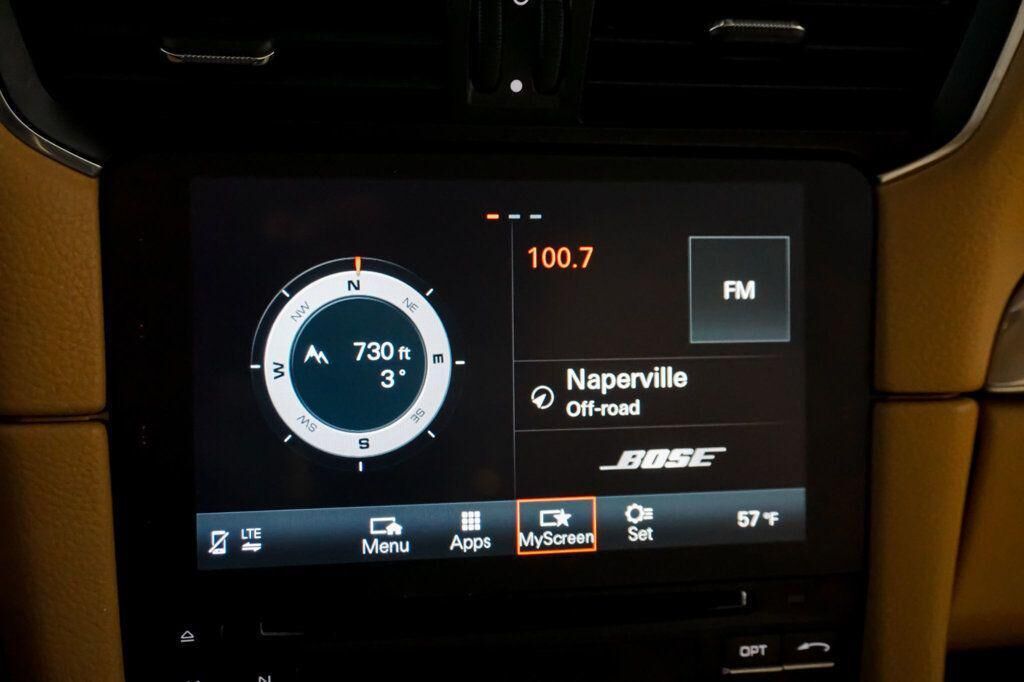 100.7
FM
N
NE
E
SE
S
SW
W
NW
730 ft
3°
Naperville
Off-road
BOSE
LTE
Menu
Apps
MyScreen
Set
57 °F
OPT